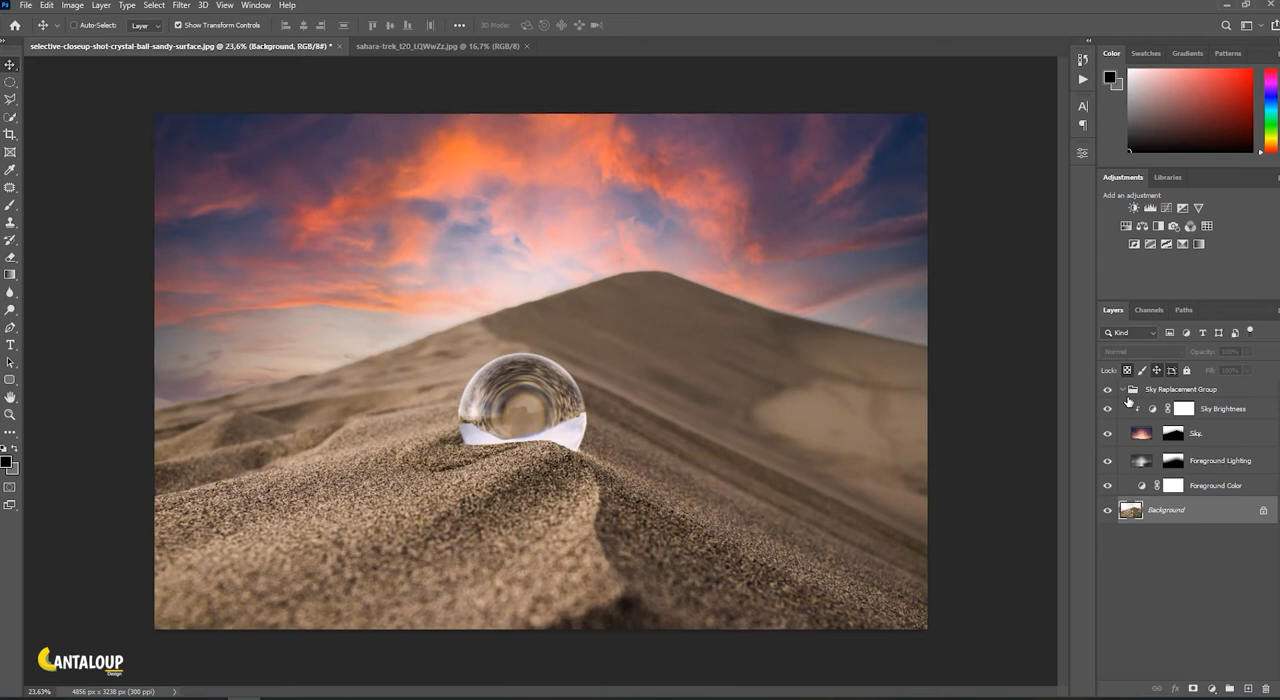 Ps File Edit Image Layer Type Select Filter 3D View Window Help
Auto-Select: Layer Show Transform Controls ••• 3D Mode:
selective-closeup-shot-crystal-ball-sandy-surface.jpg @ 23,6% (Background, RGB/8#) * × sahara-trek_t20_LQWwZz.jpg @ 16,7% (RGB/8) ×
Color Swatches Gradients Patterns
Adjustments Libraries
Add an adjustment
Layers Channels Paths
Kind
Normal Opacity: 100%
Lock: Fill: 100%
Sky Replacement Group
Sky Brightness
Sky
Foreground Lighting
Foreground Color
Background
CANTALOUP
Design
23,63% 4856 px x 3238 px (300 ppi)